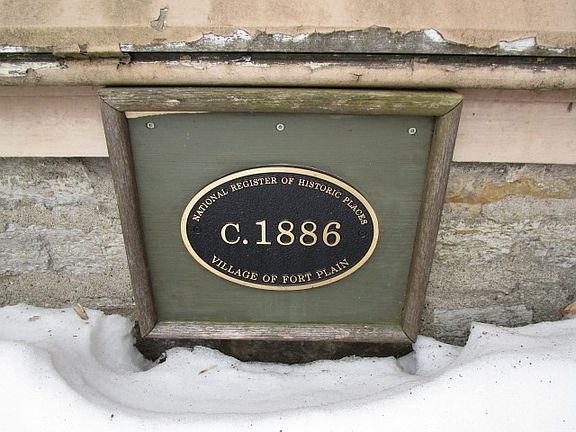 NATIONAL REGISTER OF HISTORIC PLACES
C.1886
VILLAGE OF FORT PLAIN